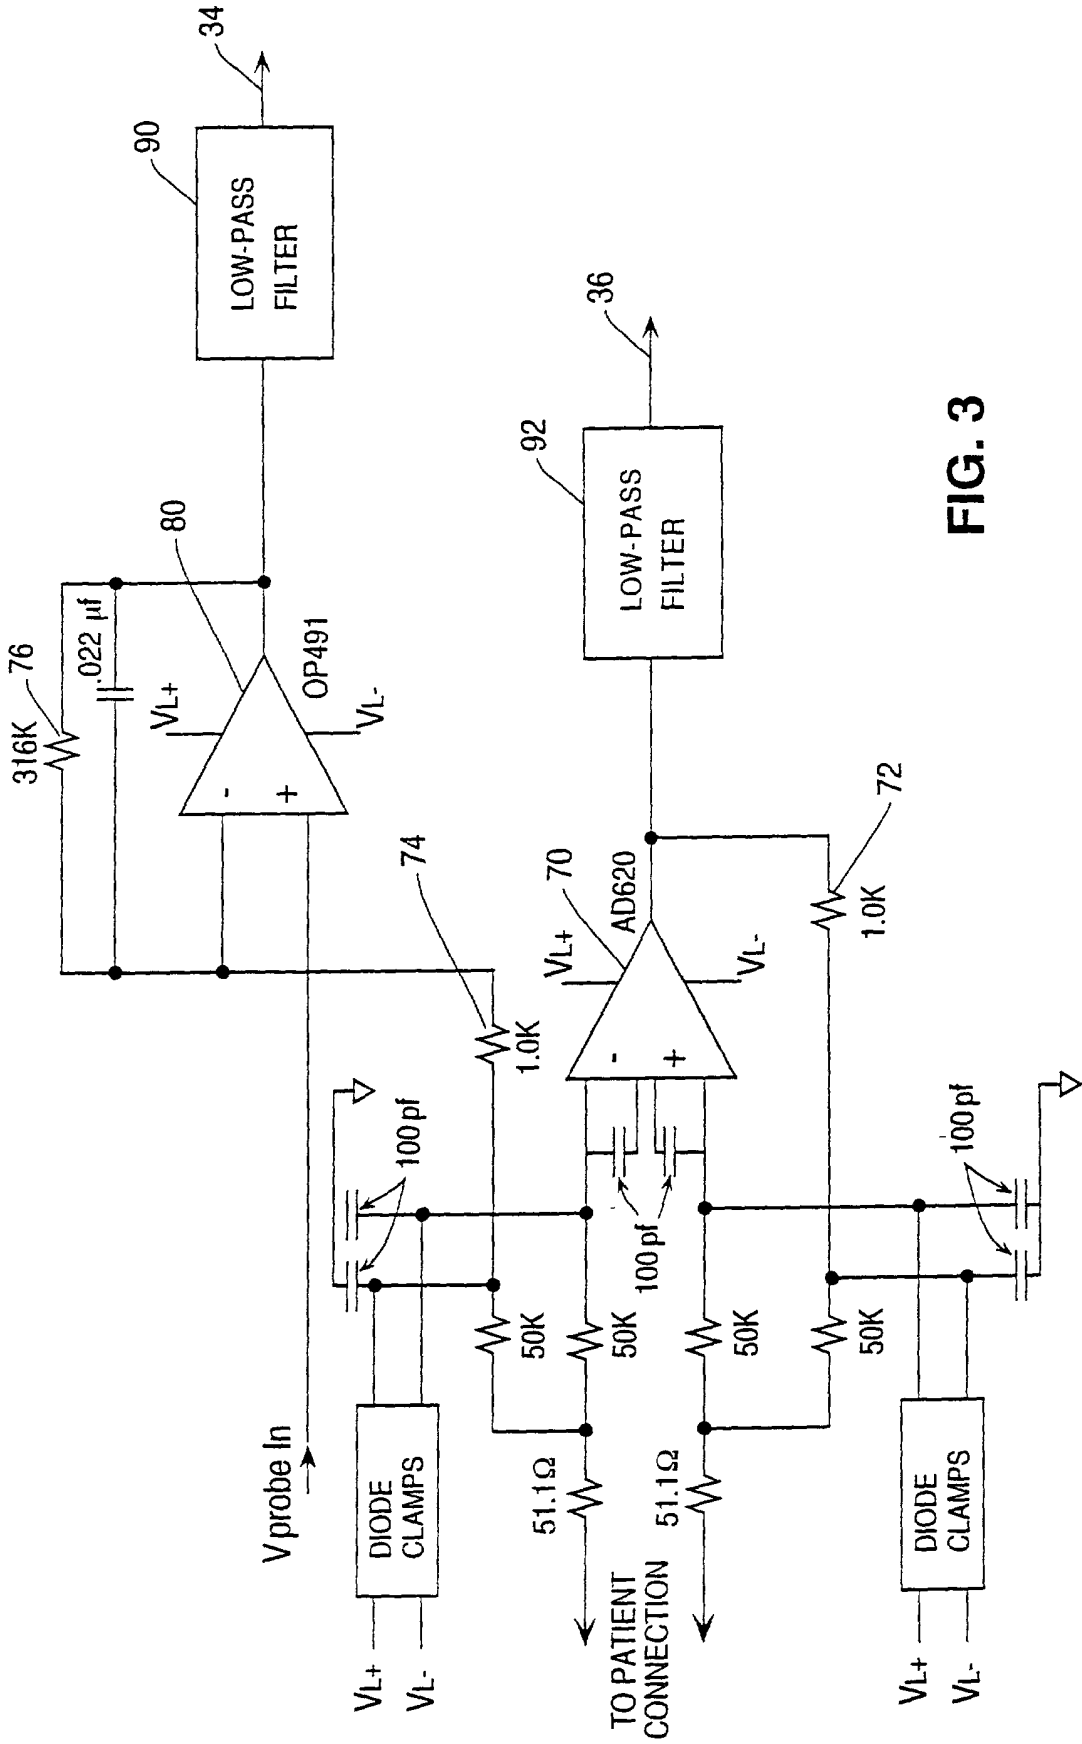 34
90
LOW-PASS
FILTER
76
316K
.022 µf
80
VL+
VL-
-
+
OP491
Vprobe In
DIODE
CLAMPS
VL+
VL-
100pf
74
1.0K
50K
50K
51.1Ω
TO PATIENT
CONNECTION
51.1Ω
50K
50K
100pf
70
AD620
VL+
VL-
-
+
92
LOW-PASS
FILTER
36
72
1.0K
DIODE
CLAMPS
VL+
VL-
100pf
FIG. 3